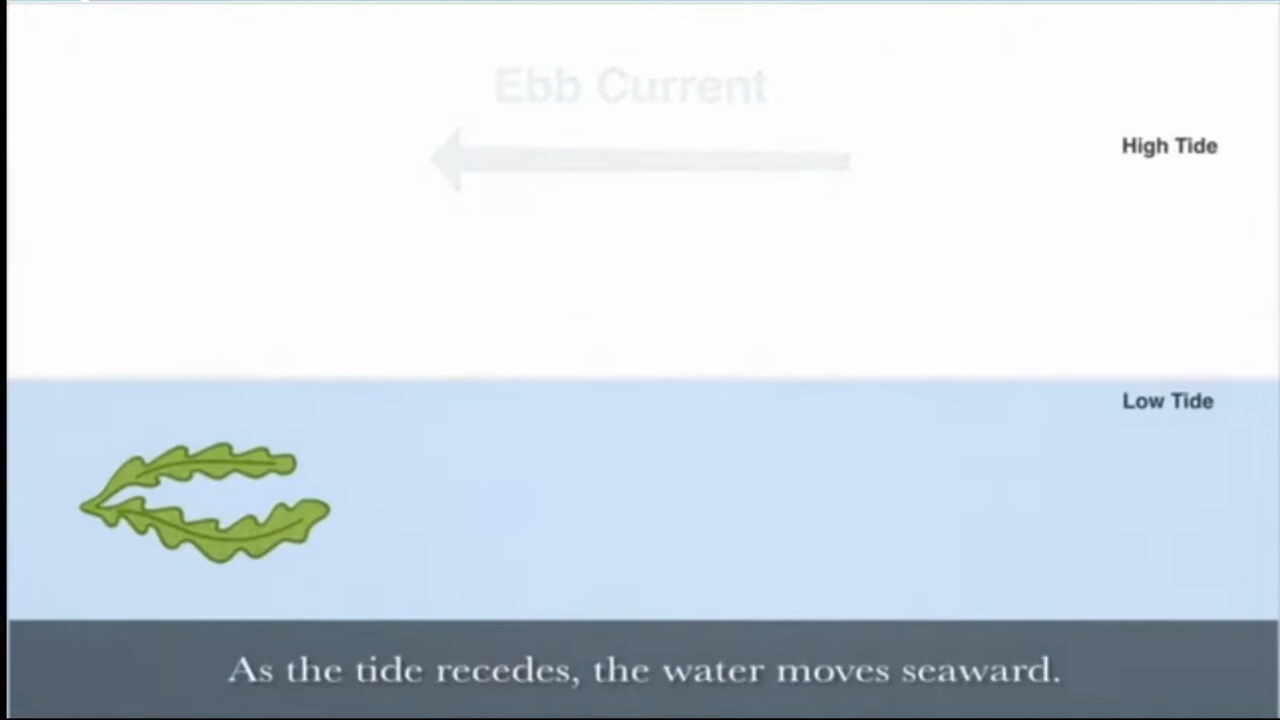 Ebb Current
High Tide
Low Tide
As the tide recedes, the water moves seaward.